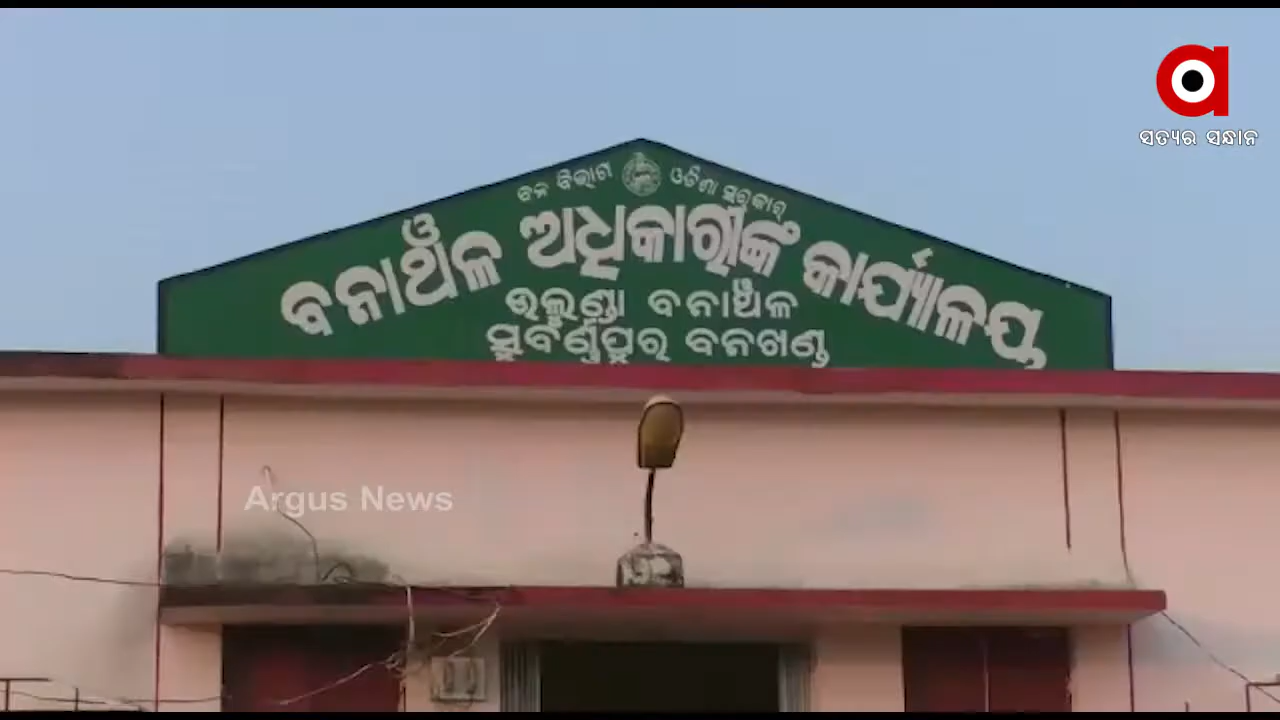 ସତ୍ୟର ସନ୍ଧାନ
ବନ ବିଭାଗ ଓଡିଶା ସରକାର
ବନାଞ୍ଚଳ ଅଧିକାରୀଙ୍କ କାର୍ଯ୍ୟାଳୟ
ଉଲ୍ଲୁଣ୍ଡା ବନାଞ୍ଚଳ
ସୁବର୍ଣ୍ଣପୁର ବନଖଣ୍ଡ
Argus News